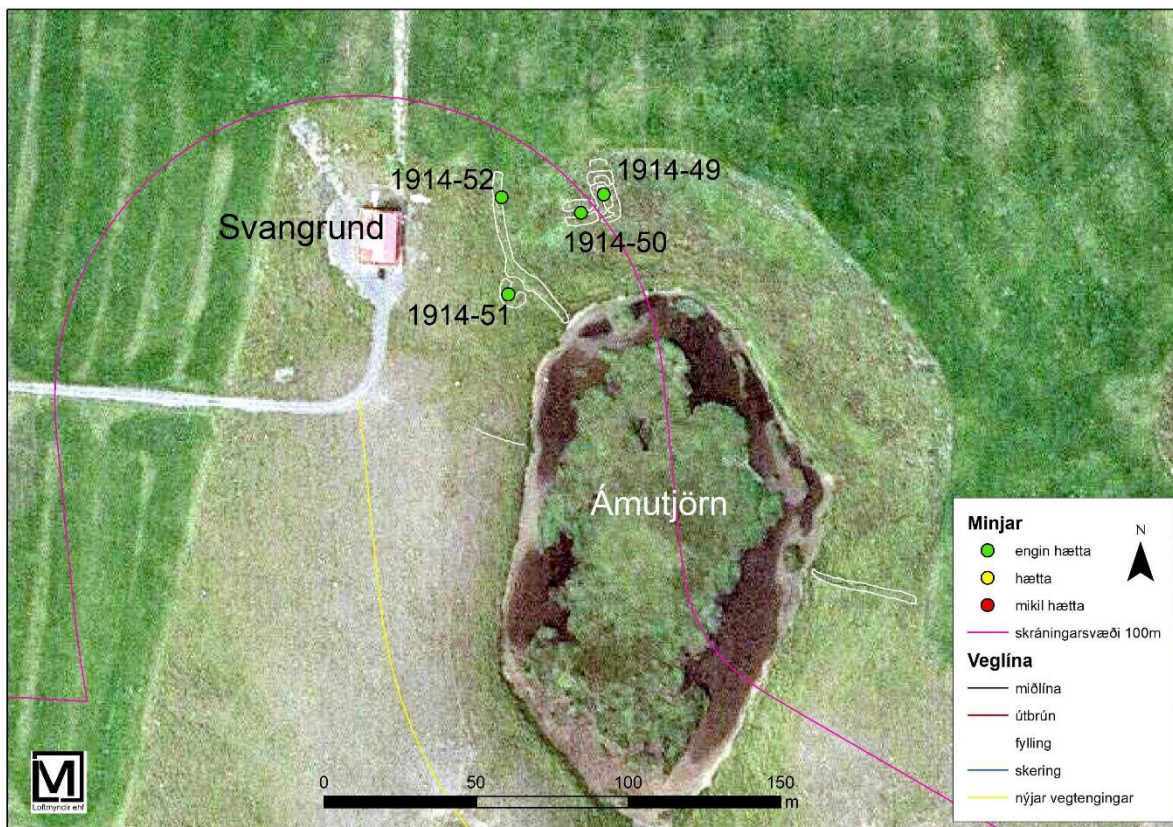 1914-52
1914-49
Svangrund
1914-50
1914-51
Ámutjörn
Minjar
N
engin hætta
hætta
mikil hætta
skráningarsvæði 100m
Veglína
miðlína
útbrún
fylling
skering
nýjar vegtengingar
M
Loftmyndir ehf
0 50 100 150
m